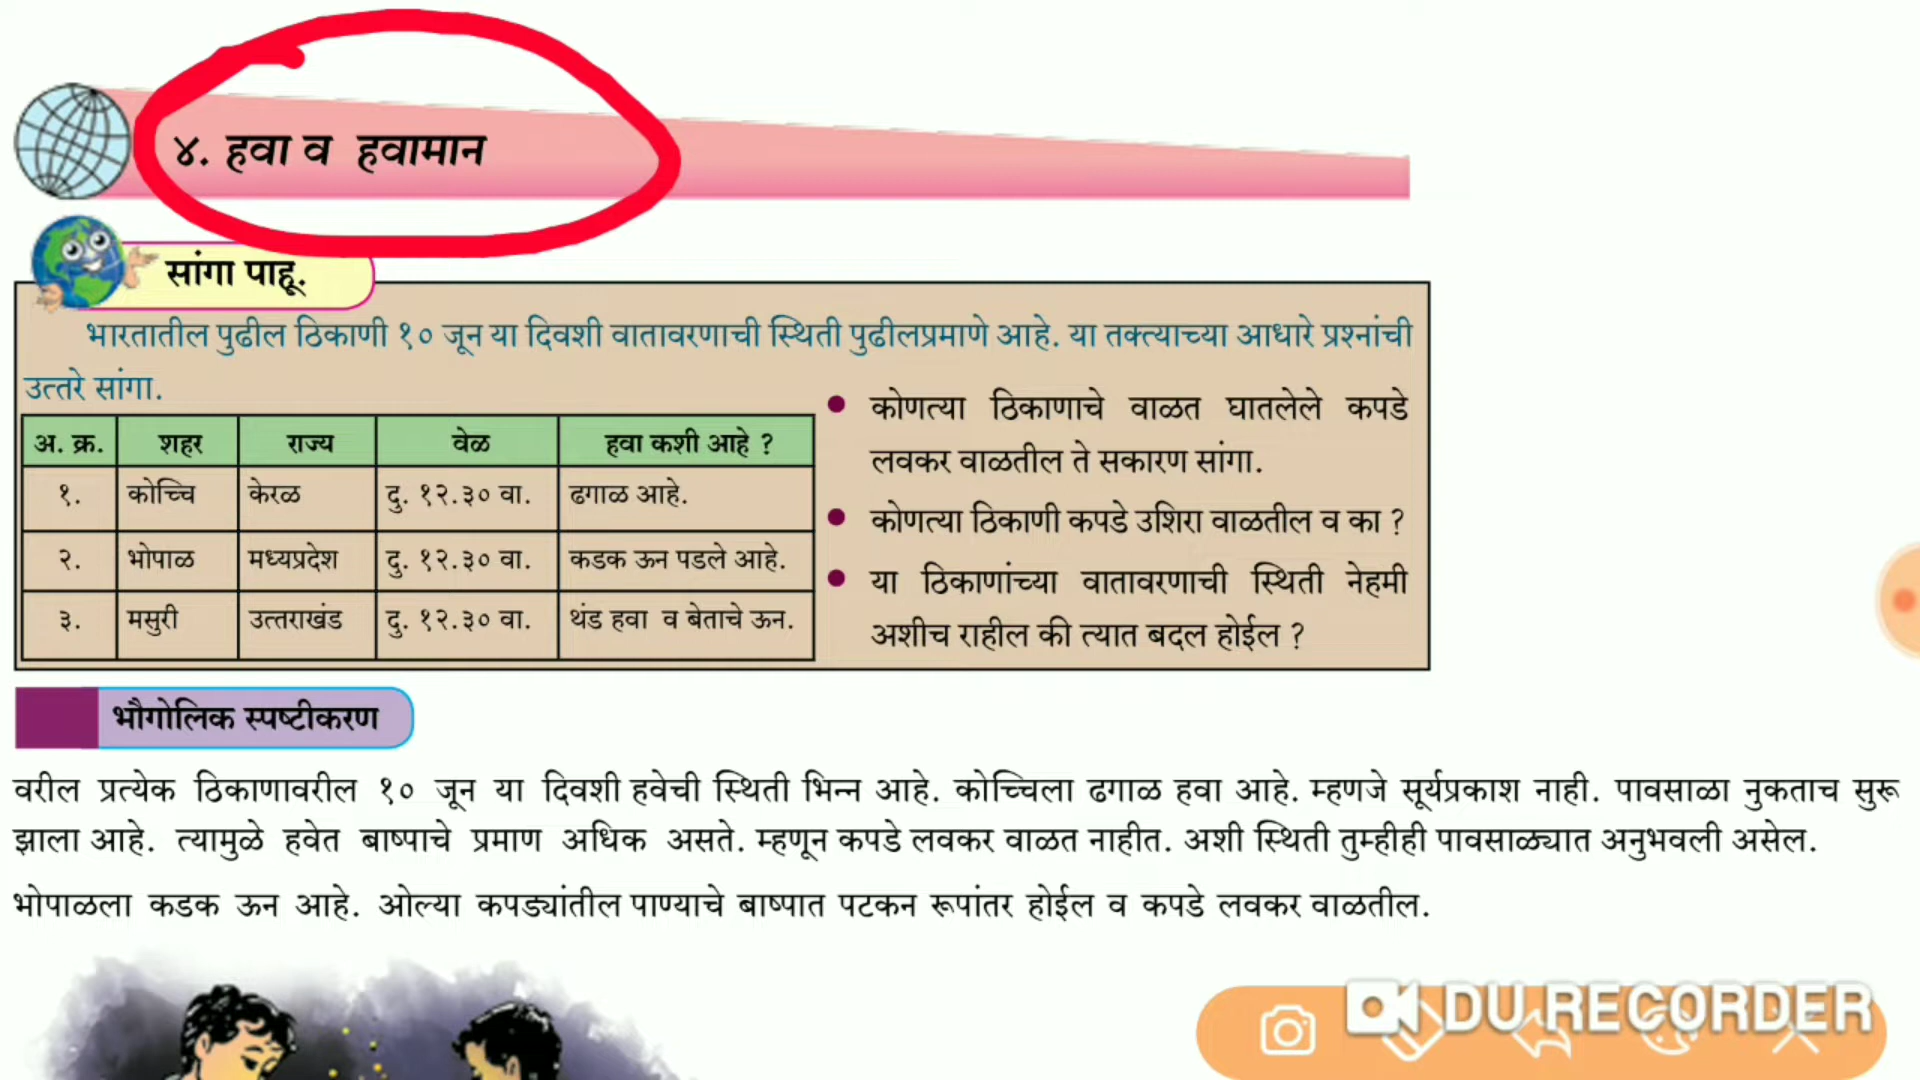 ४. हवा व हवामान
सांगा पाहू.
भारतातील पुढील ठिकाणी १० जून या दिवशी वातावरणाची स्थिती पुढीलप्रमाणे आहे. या तक्त्याच्या आधारे प्रश्नांची
उत्तरे सांगा.
अ. क्र. शहर राज्य वेळ हवा कशी आहे ?
१. कोच्चि केरळ दु. १२.३० वा. ढगाळ आहे.
२. भोपाळ मध्यप्रदेश दु. १२.३० वा. कडक ऊन पडले आहे.
३. मसुरी उत्तराखंड दु. १२.३० वा. थंड हवा व बेताचे ऊन.
● कोणत्या ठिकाणाचे वाळत घातलेले कपडे
लवकर वाळतील ते सकारण सांगा.
● कोणत्या ठिकाणी कपडे उशिरा वाळतील व का ?
● या ठिकाणांच्या वातावरणाची स्थिती नेहमी
अशीच राहील की त्यात बदल होईल ?
भौगोलिक स्पष्टीकरण
वरील प्रत्येक ठिकाणावरील १० जून या दिवशी हवेची स्थिती भिन्न आहे. कोच्चिला ढगाळ हवा आहे. म्हणजे सूर्यप्रकाश नाही. पावसाळा नुकताच सुरू
झाला आहे. त्यामुळे हवेत बाष्पाचे प्रमाण अधिक असते. म्हणून कपडे लवकर वाळत नाहीत. अशी स्थिती तुम्हीही पावसाळ्यात अनुभवली असेल.
भोपाळला कडक ऊन आहे. ओल्या कपड्यांतील पाण्याचे बाष्पात पटकन रूपांतर होईल व कपडे लवकर वाळतील.
DU RECORDER